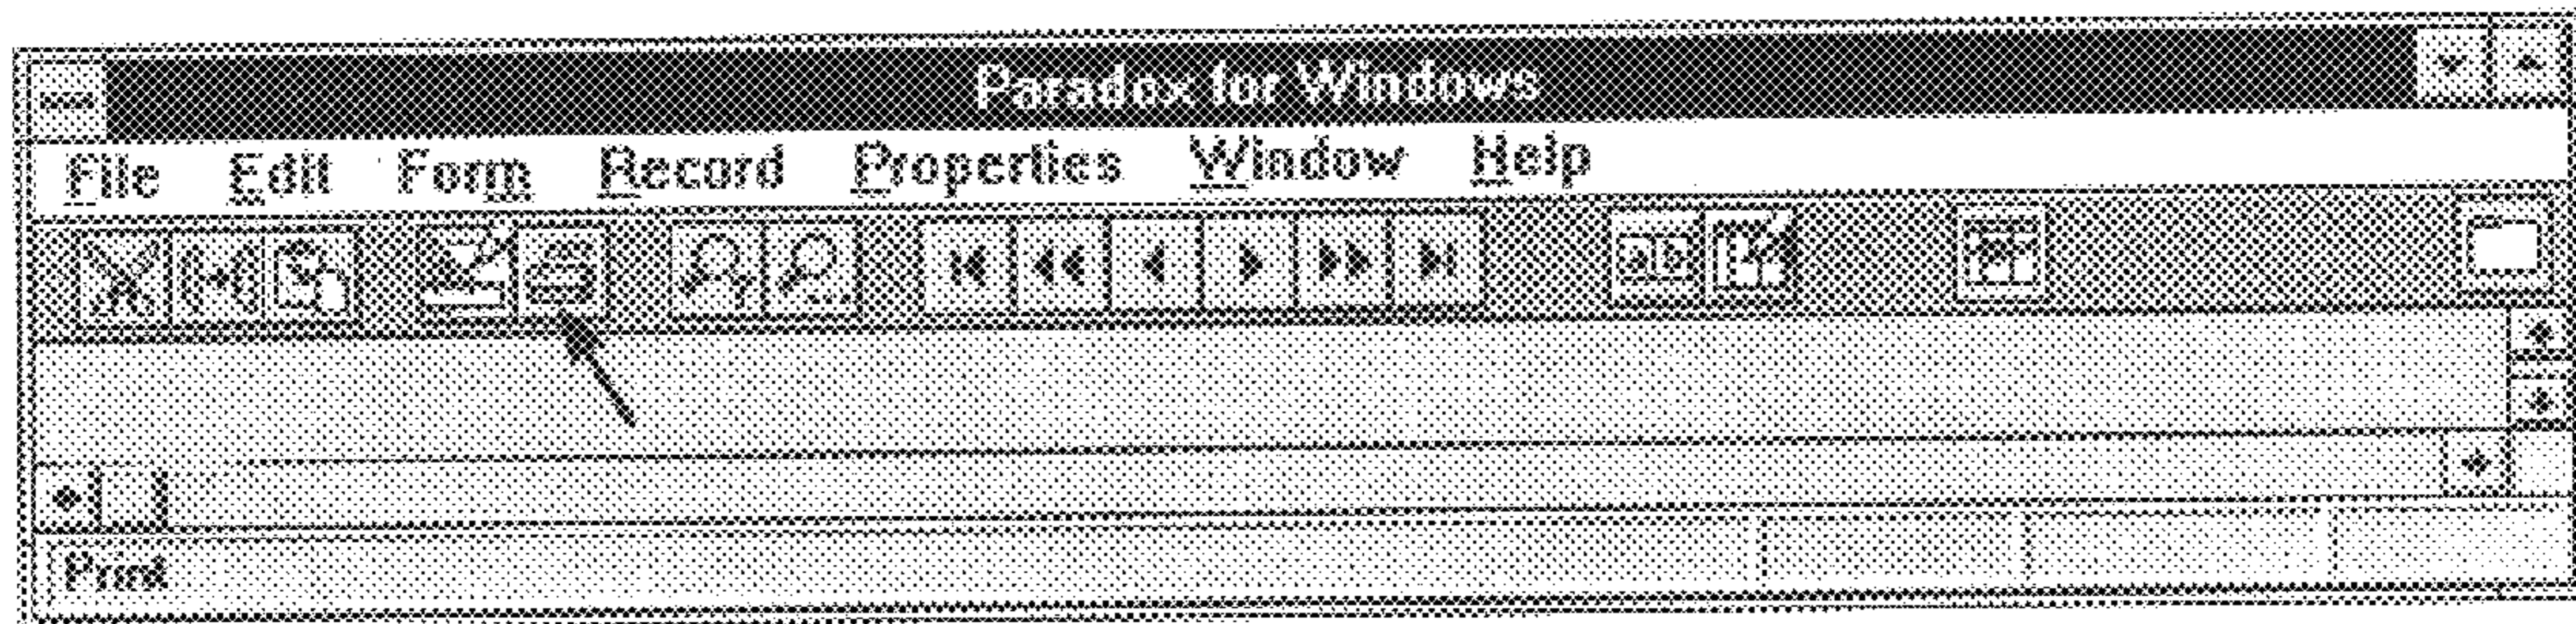 Paradox for Windows
File Edit Form Record Properties Window Help
Print